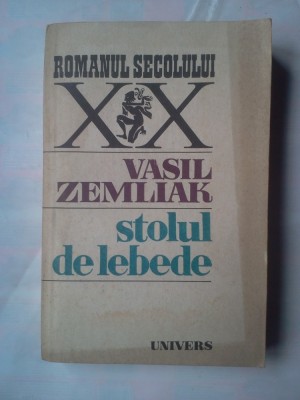 ROMANUL SECOLULUI
XX
VASIL
ZEMLIAK
stolul
de lebede
UNIVERS